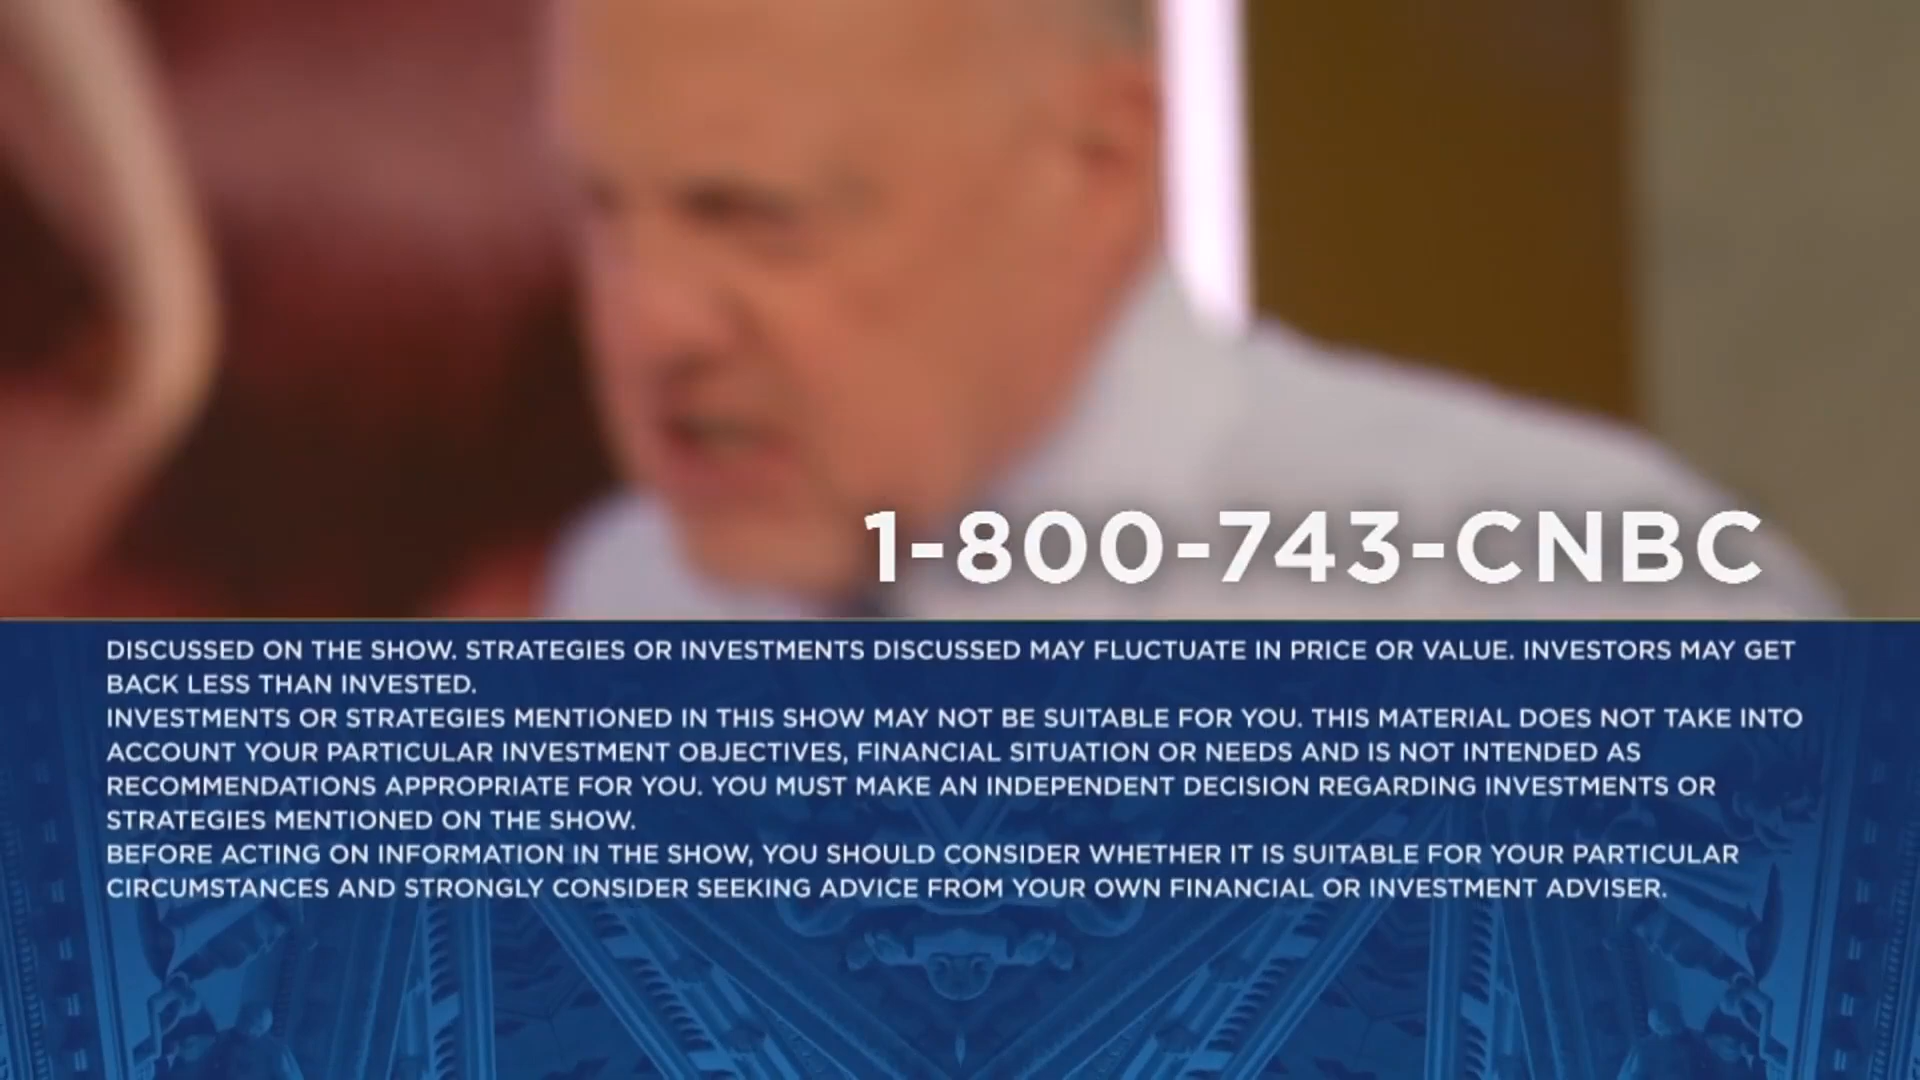 1-800-743-CNBC
DISCUSSED ON THE SHOW. STRATEGIES OR INVESTMENTS DISCUSSED MAY FLUCTUATE IN PRICE OR VALUE. INVESTORS MAY GET
BACK LESS THAN INVESTED.
INVESTMENTS OR STRATEGIES MENTIONED IN THIS SHOW MAY NOT BE SUITABLE FOR YOU. THIS MATERIAL DOES NOT TAKE INTO
ACCOUNT YOUR PARTICULAR INVESTMENT OBJECTIVES, FINANCIAL SITUATION OR NEEDS AND IS NOT INTENDED AS
RECOMMENDATIONS APPROPRIATE FOR YOU. YOU MUST MAKE AN INDEPENDENT DECISION REGARDING INVESTMENTS OR
STRATEGIES MENTIONED ON THE SHOW.
BEFORE ACTING ON INFORMATION IN THE SHOW, YOU SHOULD CONSIDER WHETHER IT IS SUITABLE FOR YOUR PARTICULAR
CIRCUMSTANCES AND STRONGLY CONSIDER SEEKING ADVICE FROM YOUR OWN FINANCIAL OR INVESTMENT ADVISER.